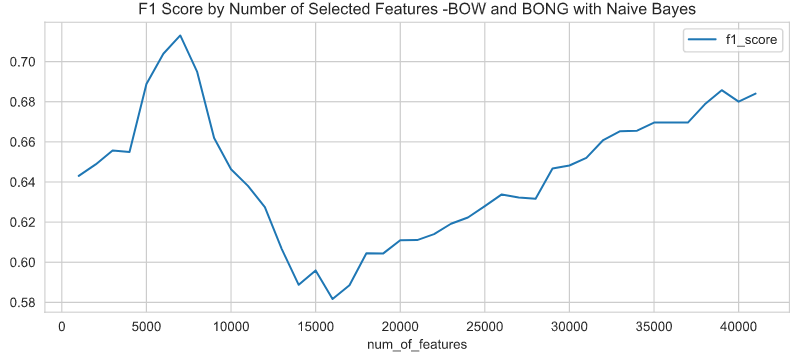 F1 Score by Number of Selected Features -BOW and BONG with Naive Bayes
f1_score
0.70
0.68
0.66
0.64
0.62
0.60
0.58
0 5000 10000 15000 20000 25000 30000 35000 40000
num_of_features